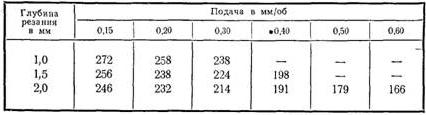 Глубина резания в мм Подача в мм/об
0,15 0,20 0,30 •0,40 0,50 0,60
1,0 272 258 238 — — —
1,5 256 238 224 198 — —
2,0 246 232 214 191 179 166